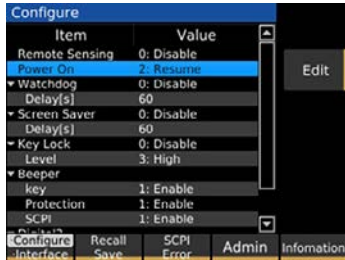 Configure
Item Value
Remote Sensing 0: Disable
Power On 2: Resume
Edit
Watchdog 0: Disable
Delay[s] 60
Screen Saver 0: Disable
Delay[s] 60
Key Lock 0: Disable
Level 3: High
Beeper
key 1: Enable
Protection 1: Enable
SCPI 1: Enable
Configure Recall SCPI Admin Infomation
Interface Save Error